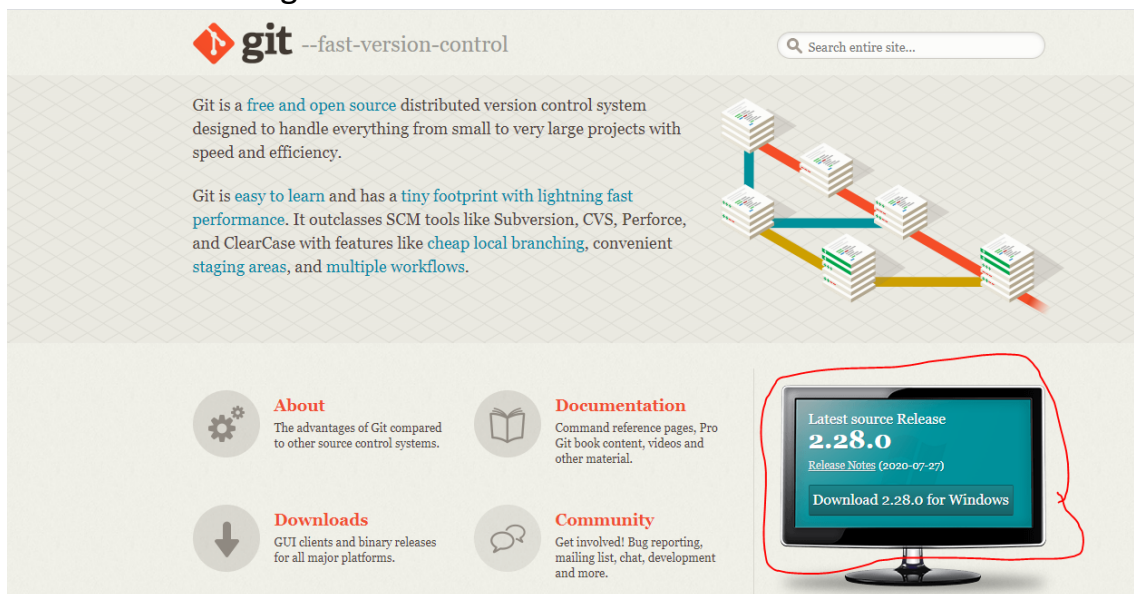 git --fast-version-control
Search entire site...
Git is a free and open source distributed version control system
designed to handle everything from small to very large projects with
speed and efficiency.
Git is easy to learn and has a tiny footprint with lightning fast
performance. It outclasses SCM tools like Subversion, CVS, Perforce,
and ClearCase with features like cheap local branching, convenient
staging areas, and multiple workflows.
About
The advantages of Git compared
to other source control systems.
Documentation
Command reference pages, Pro
Git book content, videos and
other material.
Downloads
GUI clients and binary releases
for all major platforms.
Community
Get involved! Bug reporting,
mailing list, chat, development
and more.
Latest source Release
2.28.0
Release Notes (2020-07-27)
Download 2.28.0 for Windows